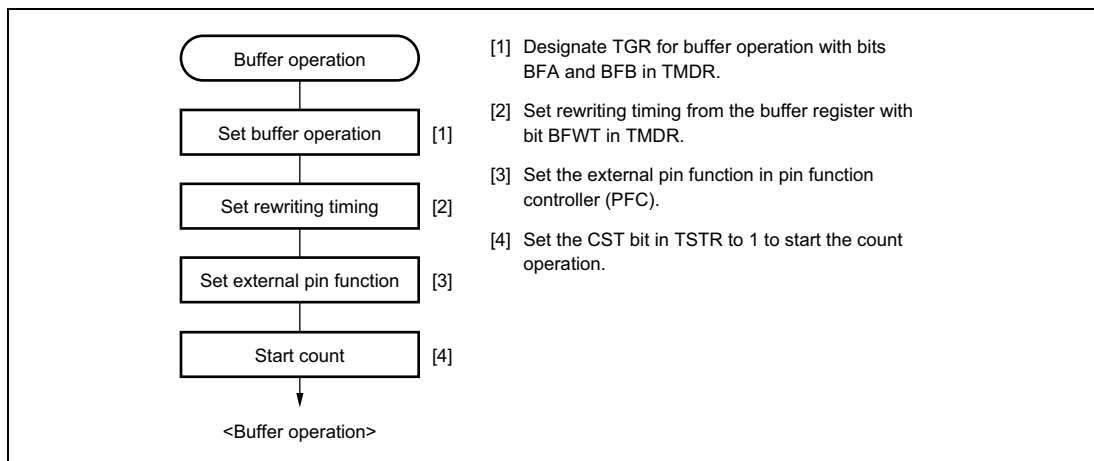 Buffer operation
Set buffer operation
[1]
Set rewriting timing
[2]
Set external pin function
[3]
Start count
[4]
<Buffer operation>
[1] Designate TGR for buffer operation with bits
BFA and BFB in TMDR.
[2] Set rewriting timing from the buffer register with
bit BFWT in TMDR.
[3] Set the external pin function in pin function
controller (PFC).
[4] Set the CST bit in TSTR to 1 to start the count
operation.